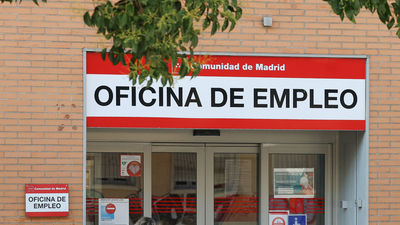 Comunidad de Madrid
OFICINA DE EMPLEO
Comunidad de Madrid
OFICINA DE
EMPLEO